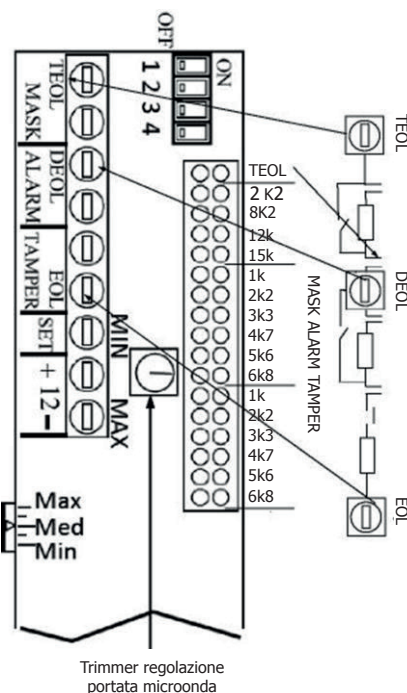 OFF
ON
1 2 3 4
TEOL
MASK
DEOL
ALARM
EOL
TAMPER
SET
+ 12 -
MIN
MAX
TEOL
2 K2
8K2
12k
15k
1k
2k2
3k3
4k7
5k6
6k8
1k
2k2
3k3
4k7
5k6
6k8
MASK ALARM TAMPER
TEOL
DEOL
EOL
Max
Med
Min
Trimmer regolazione
portata microonda